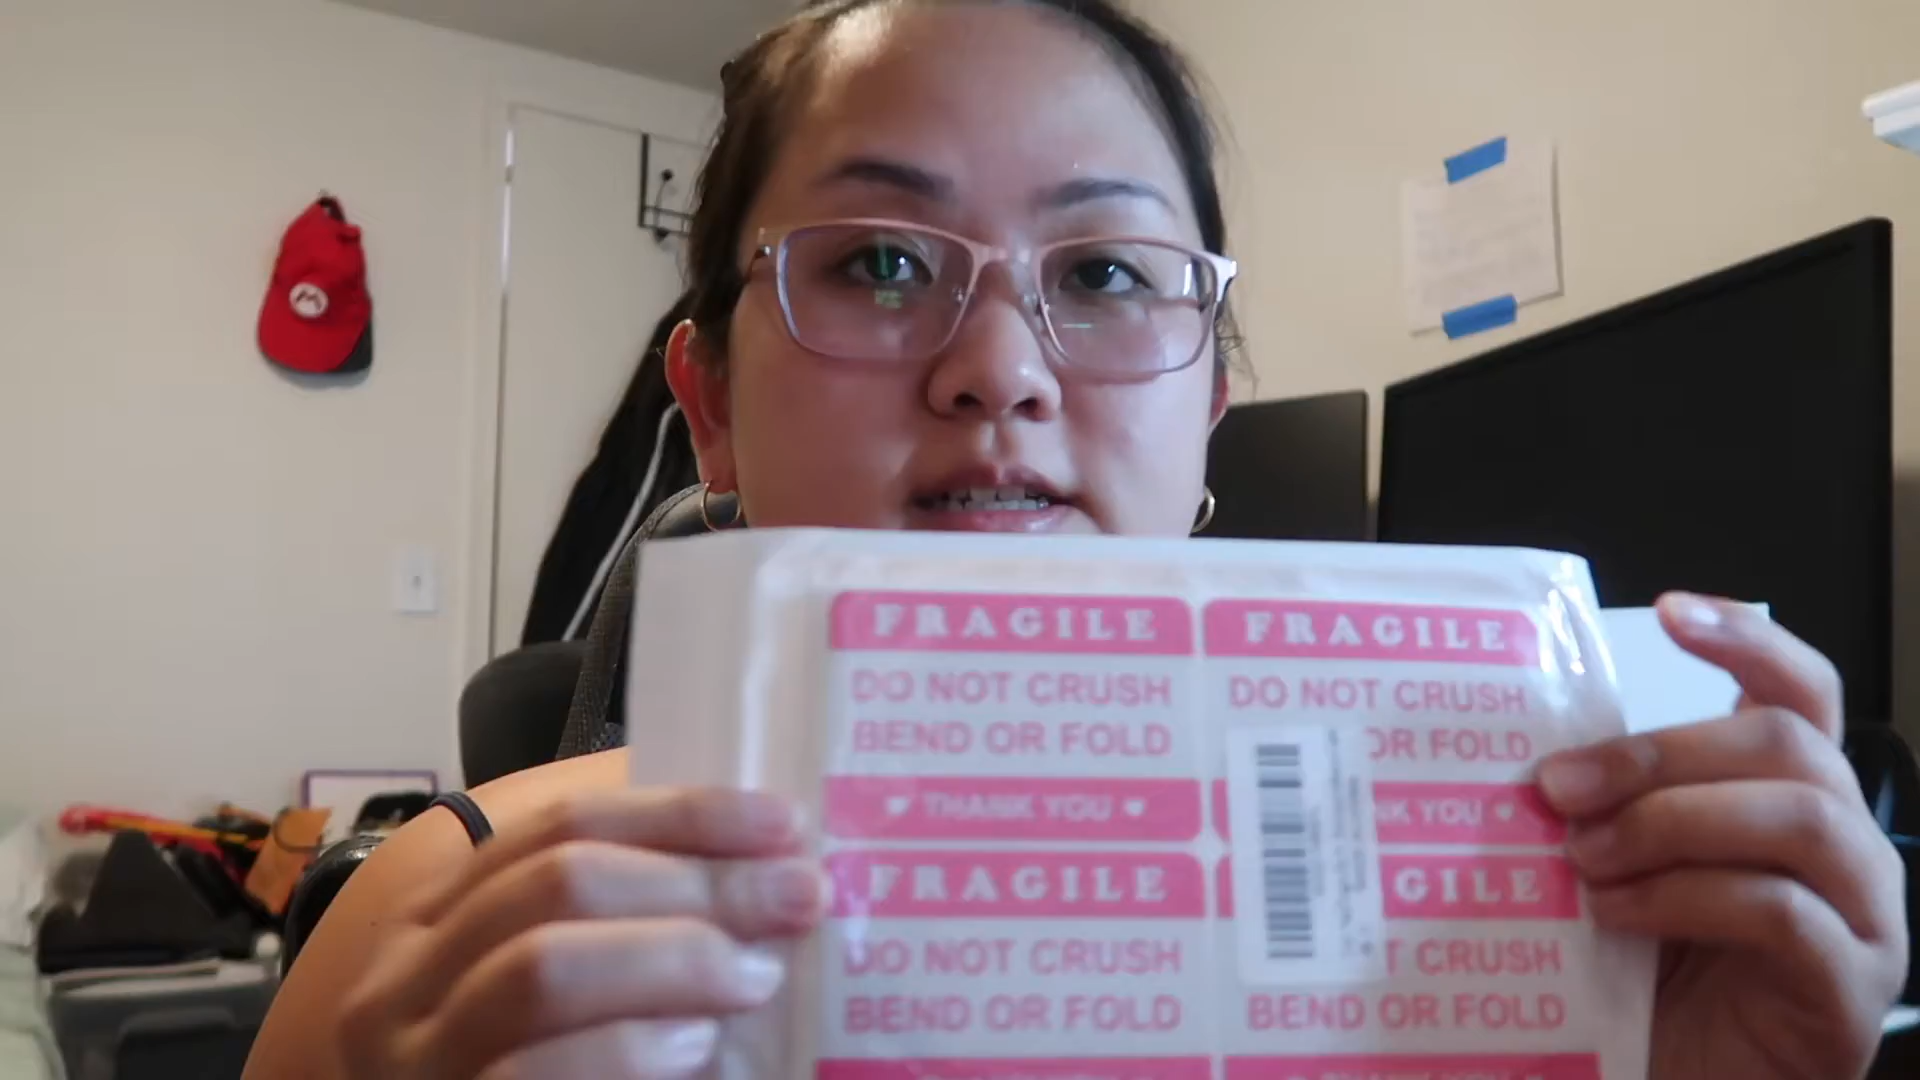 M
FRAGILE
DO NOT CRUSH
BEND OR FOLD
THANK YOU
FRAGILE
DO NOT CRUSH
OR FOLD
NK YOU
FRAGILE
DO NOT CRUSH
BEND OR FOLD
GILE
T CRUSH
BEND OR FOLD